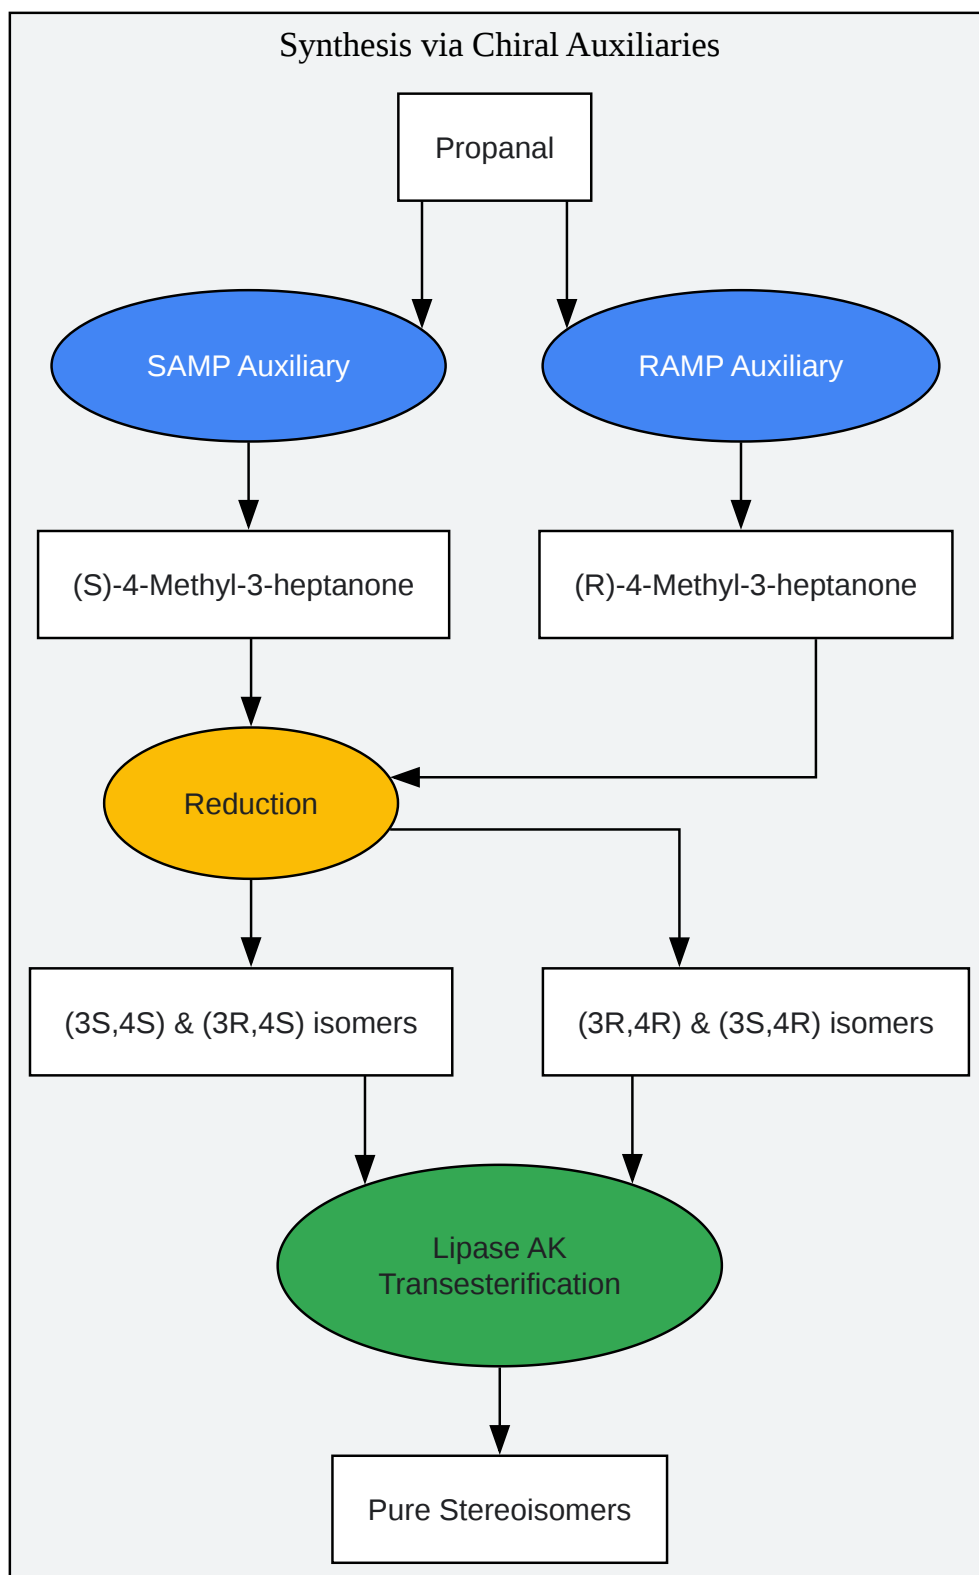 Synthesis via Chiral Auxiliaries
Propanal
SAMP Auxiliary
RAMP Auxiliary
(S)-4-Methyl-3-heptanone
(R)-4-Methyl-3-heptanone
Reduction
(3S,4S) & (3R,4S) isomers
(3R,4R) & (3S,4R) isomers
Lipase AK
Transesterification
Pure Stereoisomers